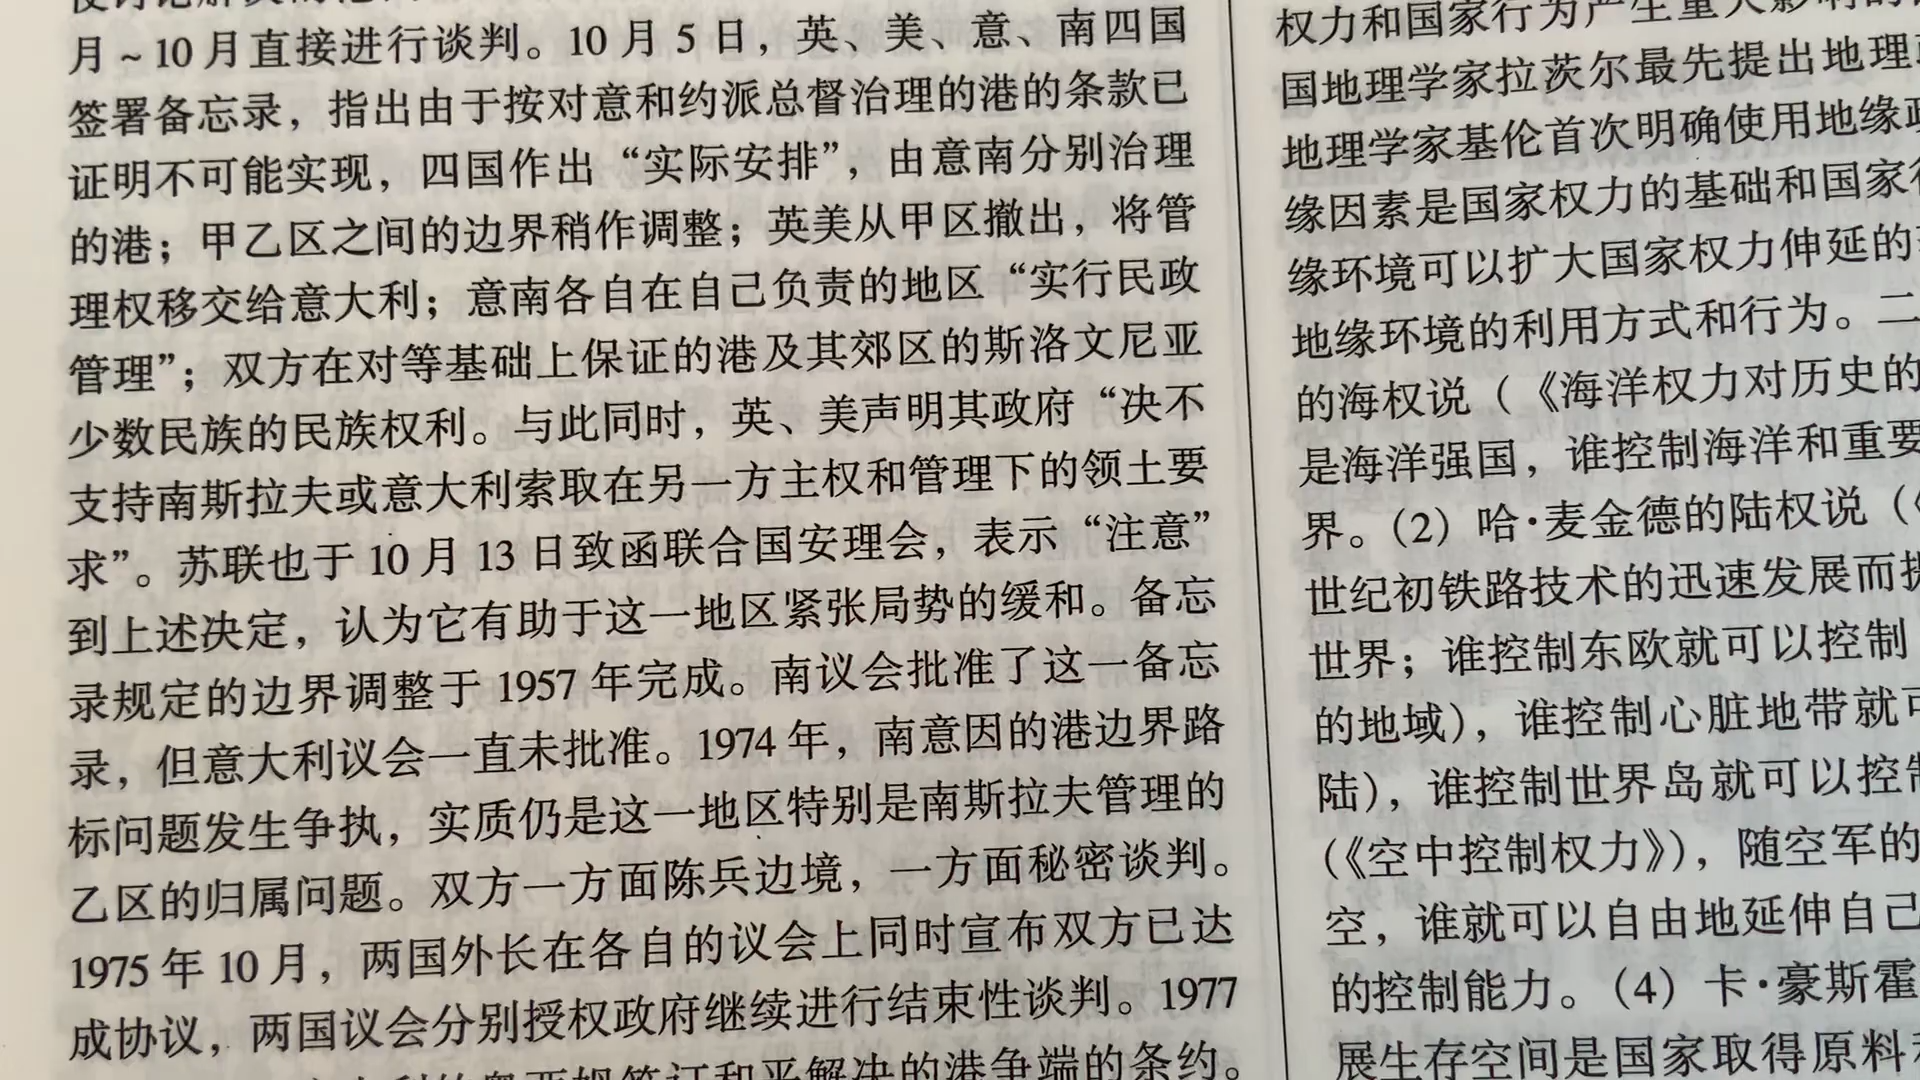 月～10月直接进行谈判。10月5日，英、美、意、南四国
签署备忘录，指出由于按对意和约派总督治理的港的条款已
证明不可能实现，四国作出“实际安排”，由意南分别治理
的港；甲乙区之间的边界稍作调整；英美从甲区撤出，将管
理权移交给意大利；意南各自在自己负责的地区“实行民政
管理”；双方在对等基础上保证的港及其郊区的斯洛文尼亚
少数民族的民族权利。与此同时，英、美声明其政府“决不
支持南斯拉夫或意大利索取在另一方主权和管理下的领土要
求”。苏联也于10月13日致函联合国安理会，表示“注意”
到上述决定，认为它有助于这一地区紧张局势的缓和。备忘
录规定的边界调整于1957年完成。南议会批准了这一备忘
录，但意大利议会一直未批准。1974年，南意因的港边界路
标问题发生争执，实质仍是这一地区特别是南斯拉夫管理的
乙区的归属问题。双方一方面陈兵边境，一方面秘密谈判。
1975年10月，两国外长在各自的议会上同时宣布双方已达
成协议，两国议会分别授权政府继续进行结束性谈判。1977
签订和平解决的港争端的条约。
权力和国家行为产生重大影响的
国地理学家拉茨尔最先提出地理
地理学家基伦首次明确使用地缘政
缘因素是国家权力的基础和国家
缘环境可以扩大国家权力伸延的
地缘环境的利用方式和行为。二
的海权说（《海洋权力对历史的
是海洋强国，谁控制海洋和重要
界。（2）哈·麦金德的陆权说（
世纪初铁路技术的迅速发展而
世界；谁控制东欧就可以控制
的地域），谁控制心脏地带就可
陆），谁控制世界岛就可以控制
（《空中控制权力》），随空军的
空，谁就可以自由地延伸自己
的控制能力。（4）卡·豪斯霍
展生存空间是国家取得原料